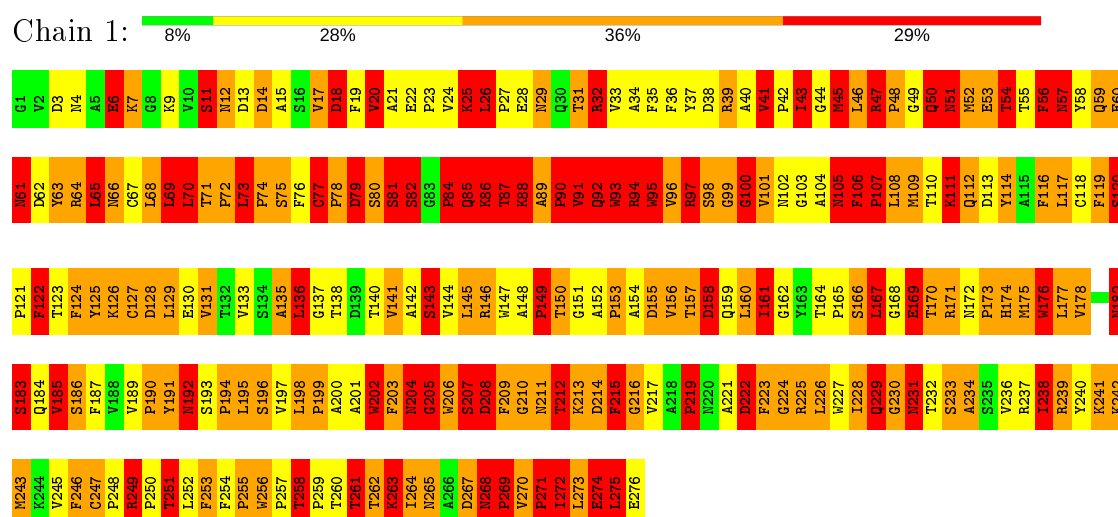 Chain 1:
8% 28% 36% 29%
G1 V2 D3 N4 A5 E6 K7 G8 K9 V10 S11 N12 D13 D14 A15 S16 V17 D18 F19 V20 A21 E22 P23 V24 K25 L26 P27 E28 N29 Q30 T31 R32 V33 A34 F35 F36 Y37 D38 R39 A40 V41 P42 I43 G44 M45 L46 R47 P48 G49 Q50 N51 M52 E53 T54 T55 F56 N57 Y58 Q59 E60
N61 D62 Y63 R64 L65 N66 C67 L68 L69 L70 T71 P72 L73 P74 S75 F76 C77 P78 D79 S80 S81 S82 G83 P84 Q85 K86 T87 K88 A89 P90 V91 Q92 W93 R94 W95 V96 R97 S98 G99 G100 V101 N102 G103 A104 N105 F106 P107 L108 M109 T110 K111 Q112 D113 Y114 A115 F116 L117 C118 F119 S120
P121 F122 T123 F124 Y125 K126 C127 D128 L129 E130 V131 T132 V133 S134 A135 L136 G137 T138 D139 T140 V141 A142 S143 V144 L145 R146 W147 A148 P149 T150 G151 A152 P153 A154 D155 V156 T157 D158 Q159 L160 I161 G162 Y163 T164 P165 S166 L167 G168 E169 T170 R171 N172 P173 H174 M175 W176 L177 V178 N182
S183 Q184 V185 S186 F187 V188 V189 P190 Y191 N192 S193 P194 L195 S196 V197 L198 P199 A200 A201 W202 F203 N204 G205 W206 S207 D208 F209 G210 N211 T212 K213 D214 F215 G216 V217 A218 P219 N220 A221 D222 F223 G224 R225 L226 W227 I228 Q229 G230 N231 T232 S233 A234 S235 V236 R237 I238 R239 Y240 K241 K242
M243 K244 V245 F246 C247 P248 R249 P250 T251 L252 F253 F254 P255 W256 P257 T258 P259 T260 T261 T262 K263 I264 N265 A266 D267 N268 P269 V270 P271 I272 L273 E274 L275 E276